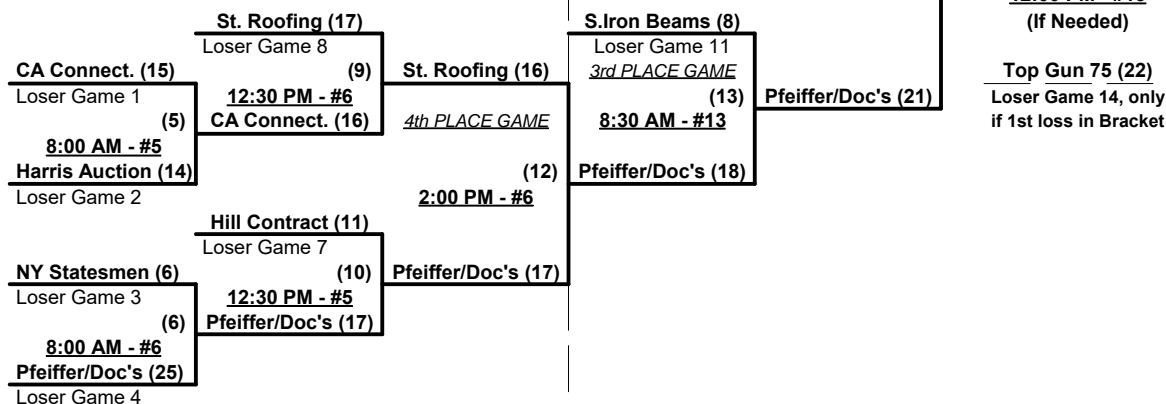 St. Roofing (17)
Loser Game 8
CA Connect. (15)
Loser Game 1
(9)
12:30 PM - #6
(5)
8:00 AM - #5
CA Connect. (16)
Harris Auction (14)
Loser Game 2
St. Roofing (16)
4th PLACE GAME
(12)
2:00 PM - #6
Hill Contract (11)
Loser Game 7
NY Statesmen (6)
Loser Game 3
(10)
12:30 PM - #5
(6)
8:00 AM - #6
Pfeiffer/Doc's (17)
Pfeiffer/Doc's (25)
Loser Game 4
Pfeiffer/Doc's (17)
S.Iron Beams (8)
Loser Game 11
3rd PLACE GAME
(13)
8:30 AM - #13
Pfeiffer/Doc's (18)
Pfeiffer/Doc's (21)
(If Needed)
Top Gun 75 (22)
Loser Game 14, only
if 1st loss in Bracket